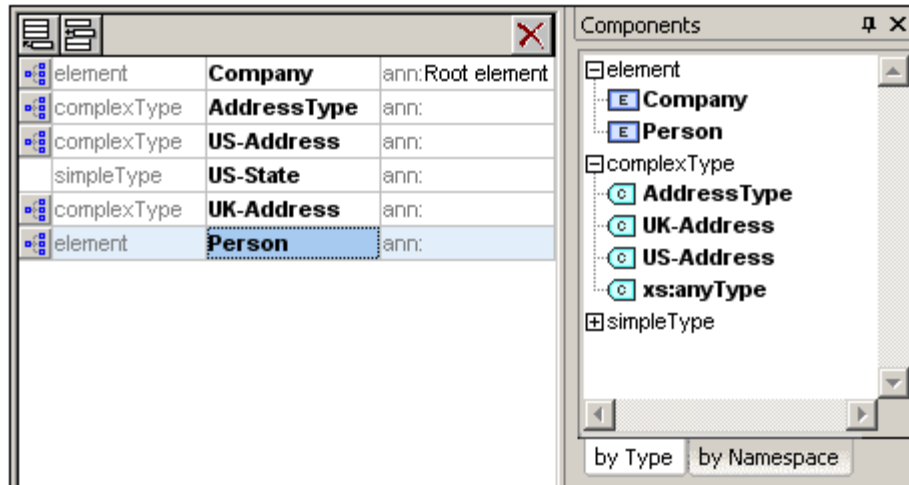 element Company ann:Root element
complexType AddressType ann:
complexType US-Address ann:
simpleType US-State ann:
complexType UK-Address ann:
element Person ann:
Components
element
E Company
E Person
complexType
C AddressType
C UK-Address
C US-Address
C xs:anyType
simpleType
by Type by Namespace